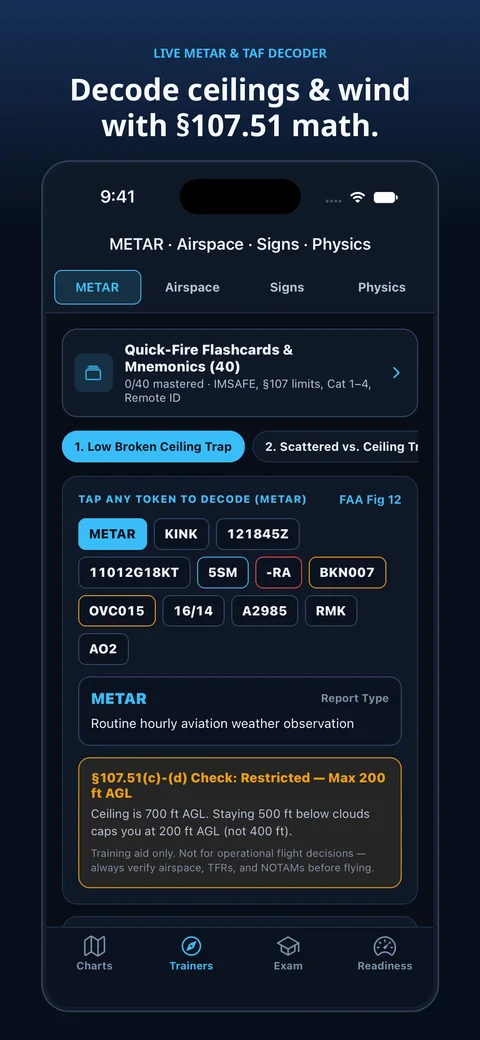 LIVE METAR & TAF DECODER
Decode ceilings & wind
with §107.51 math.
9:41
METAR · Airspace · Signs · Physics
METAR
Airspace
Signs
Physics
Quick-Fire Flashcards &
Mnemonics (40)
0/40 mastered · IMSAFE, §107 limits, Cat 1–4,
Remote ID
1. Low Broken Ceiling Trap
2. Scattered vs. Ceiling Tr
TAP ANY TOKEN TO DECODE (METAR)
FAA Fig 12
METAR
KINK
121845Z
11012G18KT
5SM
-RA
BKN007
OVC015
16/14
A2985
RMK
AO2
METAR
Report Type
Routine hourly aviation weather observation
§107.51(c)-(d) Check: Restricted — Max 200
ft AGL
Ceiling is 700 ft AGL. Staying 500 ft below clouds
caps you at 200 ft AGL (not 400 ft).
Training aid only. Not for operational flight decisions —
always verify airspace, TFRs, and NOTAMs before flying.
Charts
Trainers
Exam
Readiness